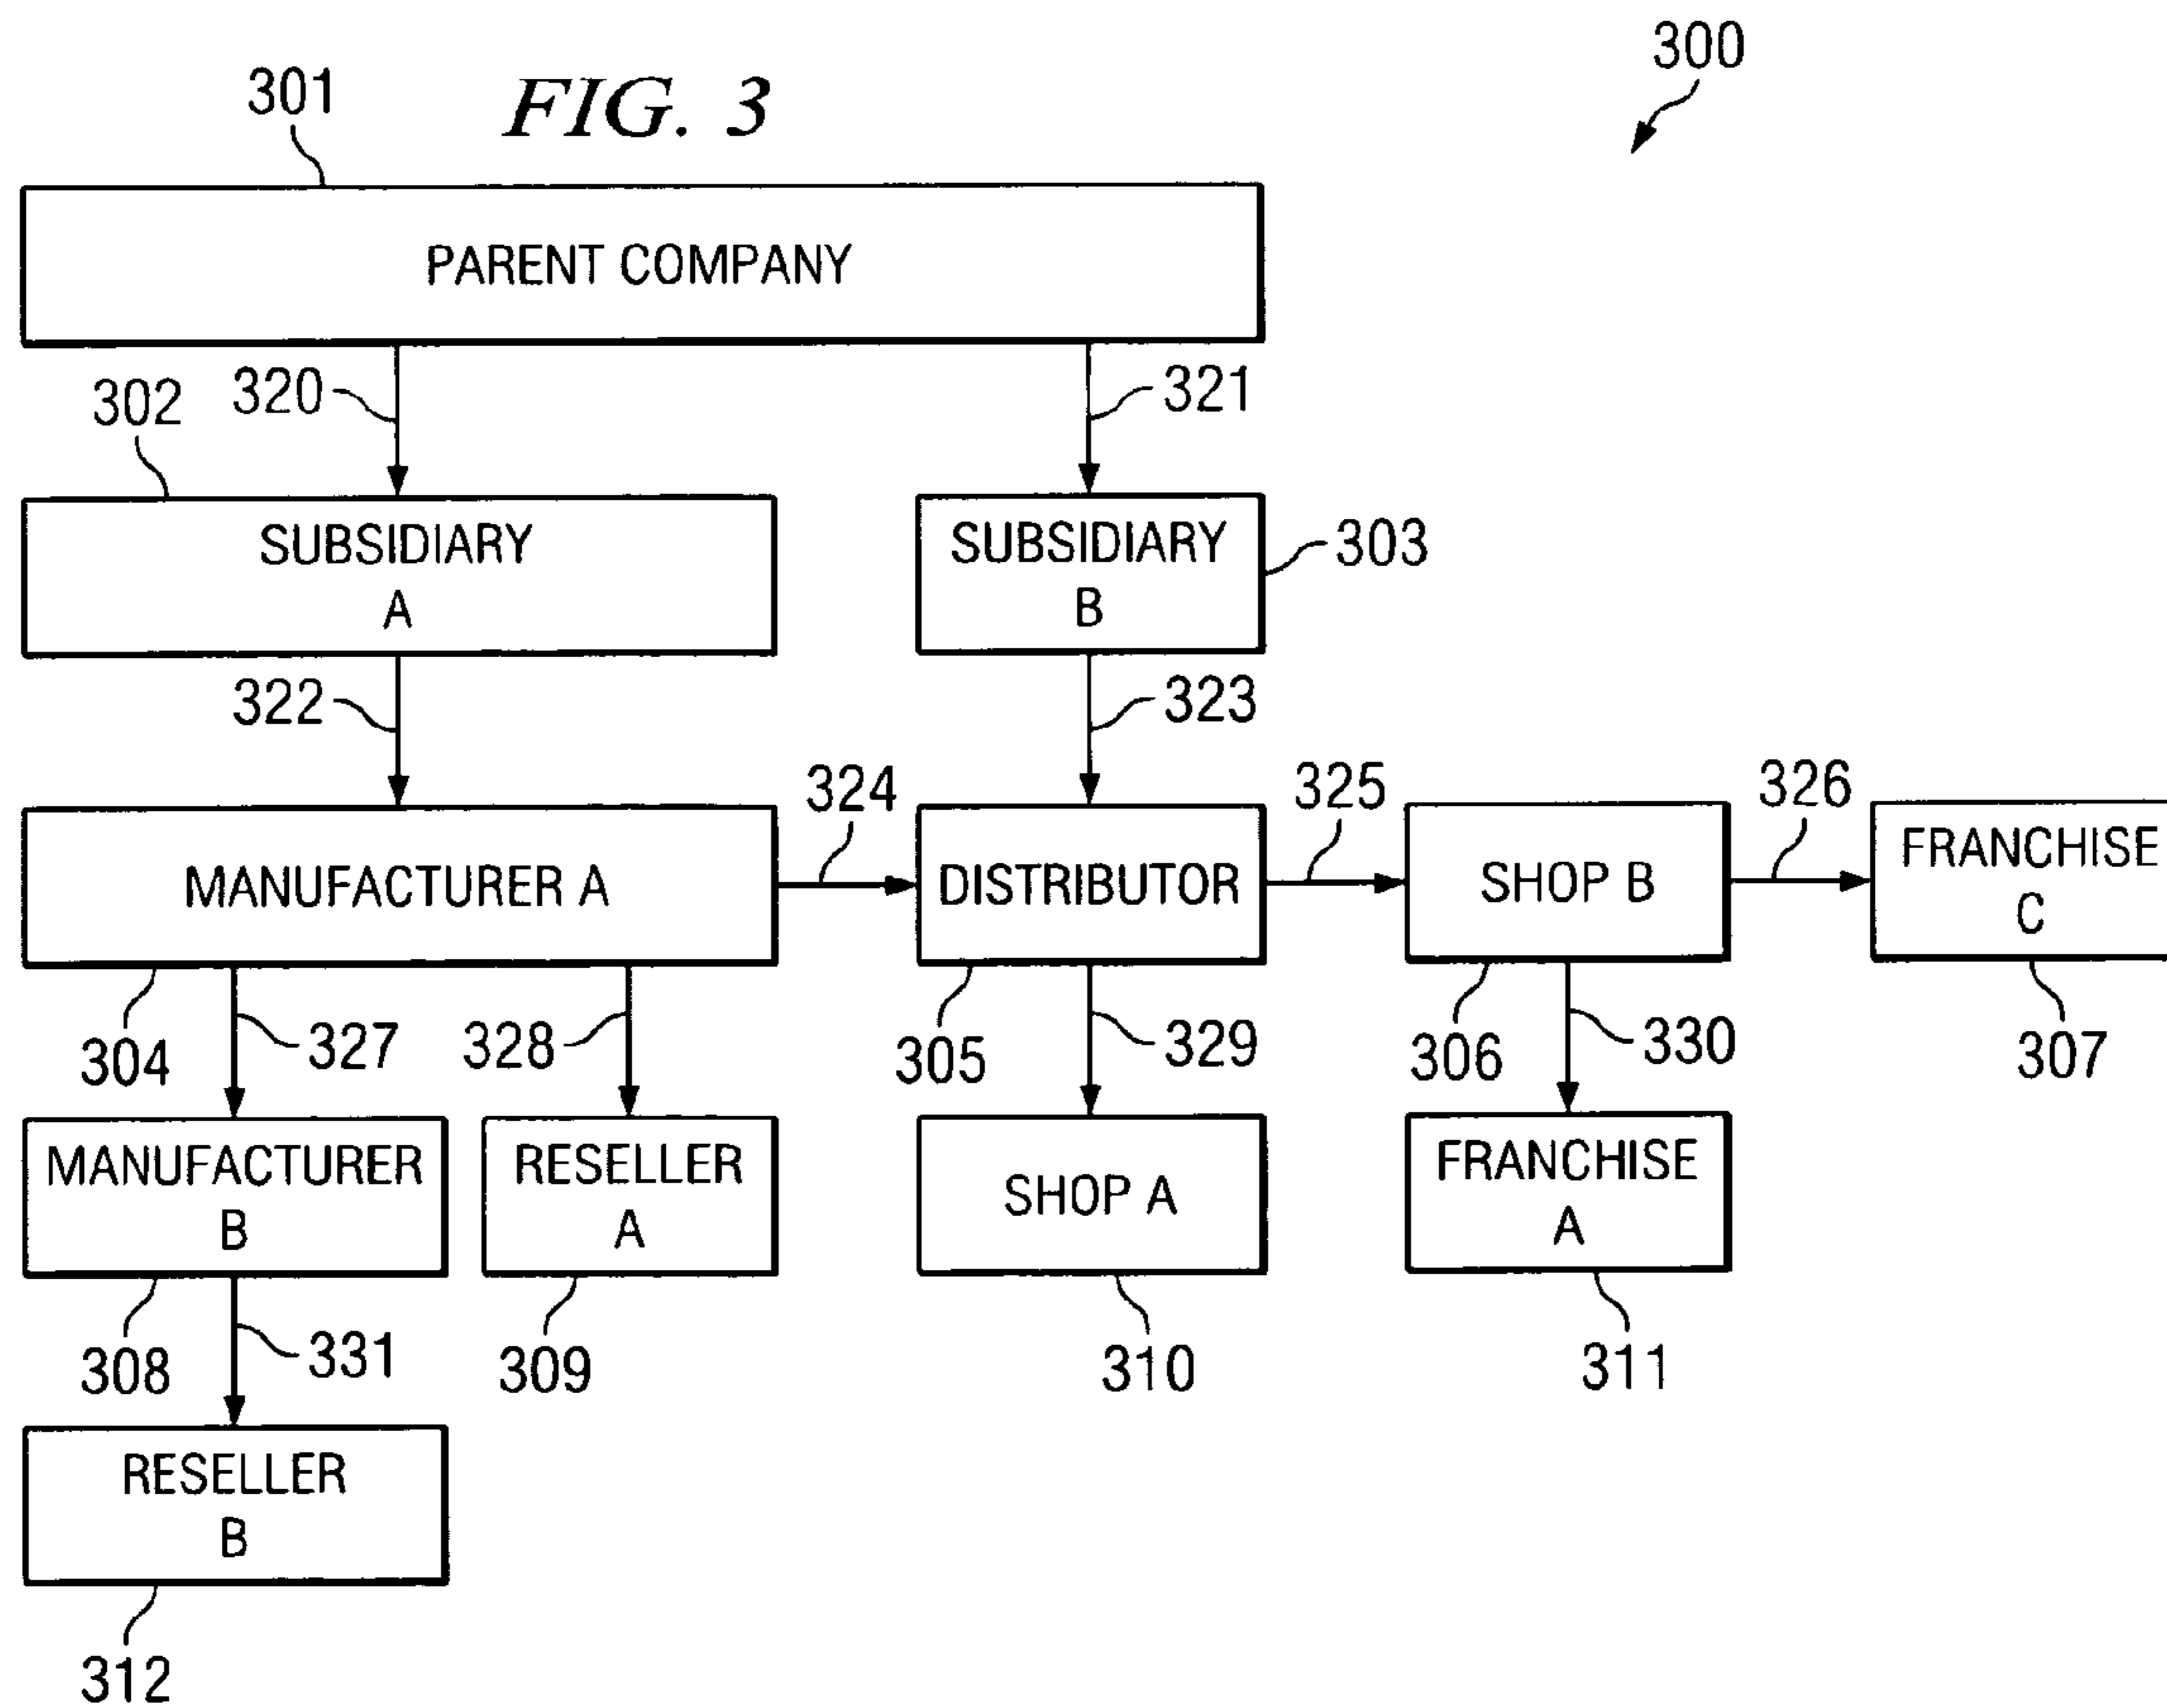 300
301
FIG. 3
PARENT COMPANY
302
320
321
SUBSIDIARY
A
SUBSIDIARY
B
303
322
323
324
325
326
MANUFACTURER A
DISTRIBUTOR
SHOP B
FRANCHISE
C
304
327
328
305
329
306
330
307
MANUFACTURER
B
RESELLER
A
SHOP A
FRANCHISE
A
308
331
309
310
311
RESELLER
B
312